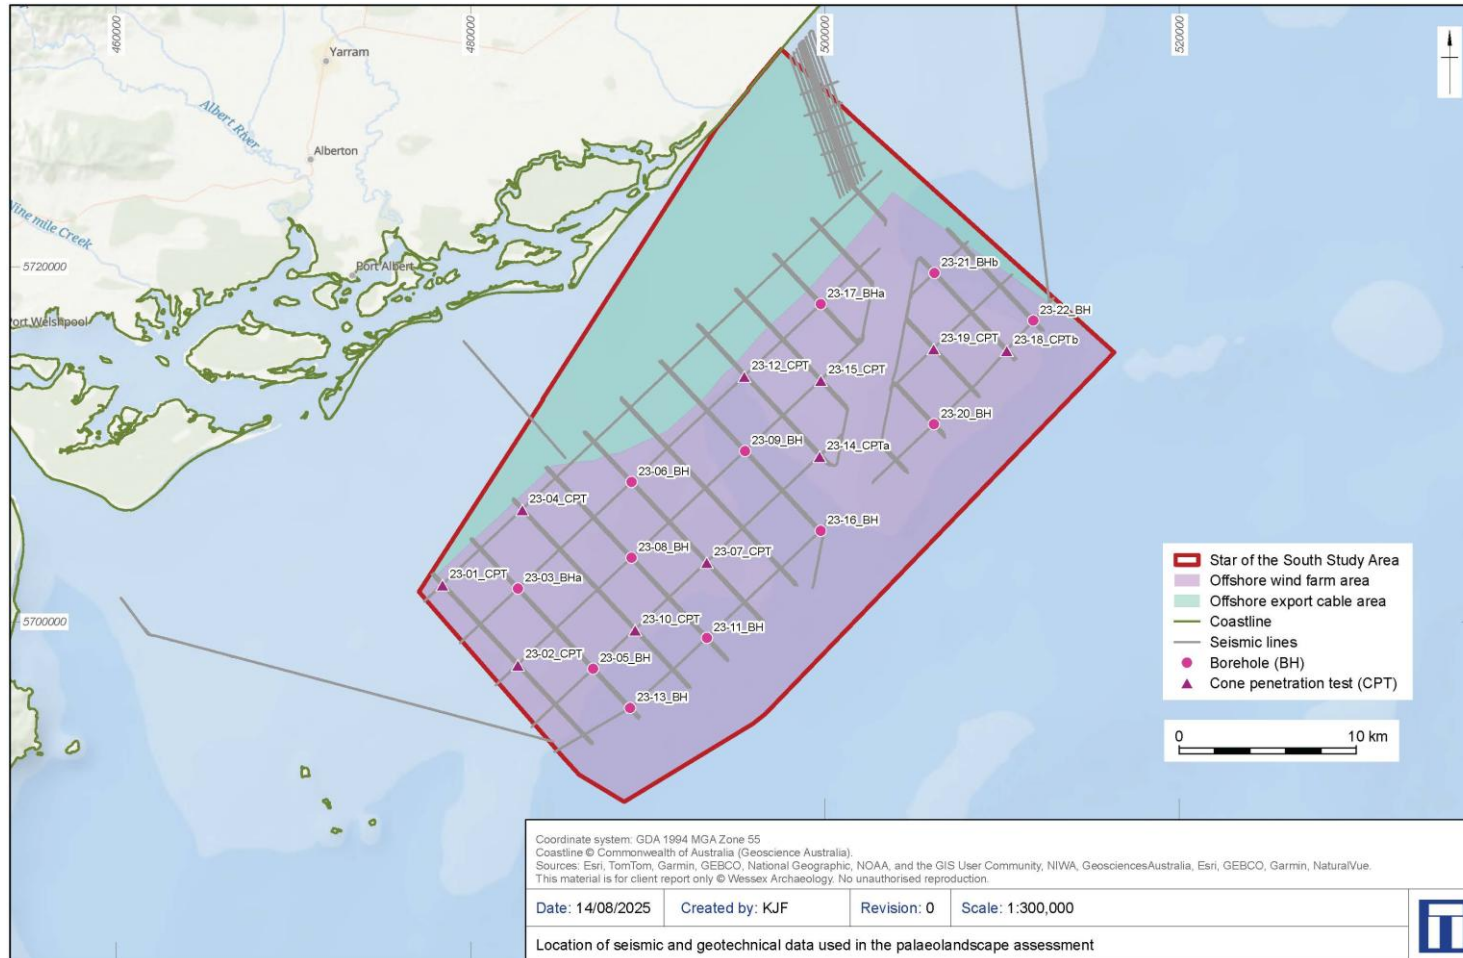 460000
480000
500000
520000
Yarram
Albert River
Alberton
Nine mile Creek
5720000
Port Albert
Port Welshpool
23-21_BHb
23-17_BHa
23-22_BH
23-19_CPT
23-18_CPTb
23-12_CPT
23-15_CPT
23-20_BH
23-09_BH
23-14_CPTa
23-06_BH
23-04_CPT
23-16_BH
23-08_BH
23-07_CPT
23-01_CPT
23-03_BHa
5700000
23-10_CPT
23-11_BH
23-02_CPT
23-05_BH
23-13_BH
Star of the South Study Area
Offshore wind farm area
Offshore export cable area
Coastline
Seismic lines
Borehole (BH)
Cone penetration test (CPT)
0 10 km
Coordinate system: GDA 1994 MGA Zone 55
Coastline © Commonwealth of Australia (Geoscience Australia).
Sources: Esri, TomTom, Garmin, GEBCO, National Geographic, NOAA, and the GIS User Community, NIWA, GeosciencesAustralia, Esri, GEBCO, Garmin, NaturalVue.
This material is for client report only © Wessex Archaeology. No unauthorised reproduction.
Date: 14/08/2025 Created by: KJF Revision: 0 Scale: 1:300,000
Location of seismic and geotechnical data used in the palaeolandscape assessment